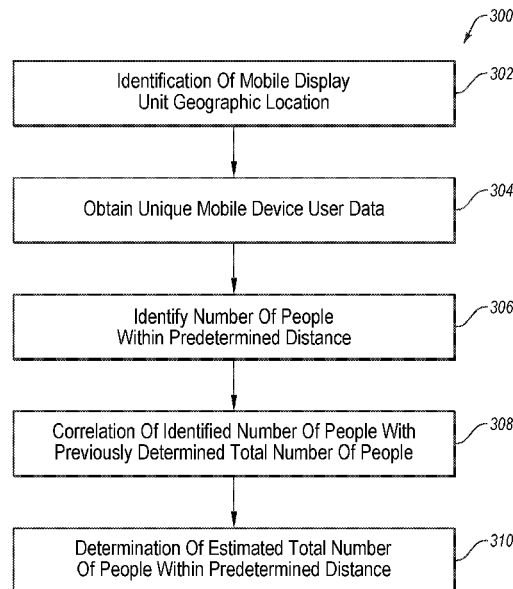 300
Identification Of Mobile Display
Unit Geographic Location
302
Obtain Unique Mobile Device User Data
304
Identify Number Of People
Within Predetermined Distance
306
Correlation Of Identified Number Of People With
Previously Determined Total Number Of People
308
Determination Of Estimated Total Number
Of People Within Predetermined Distance
310